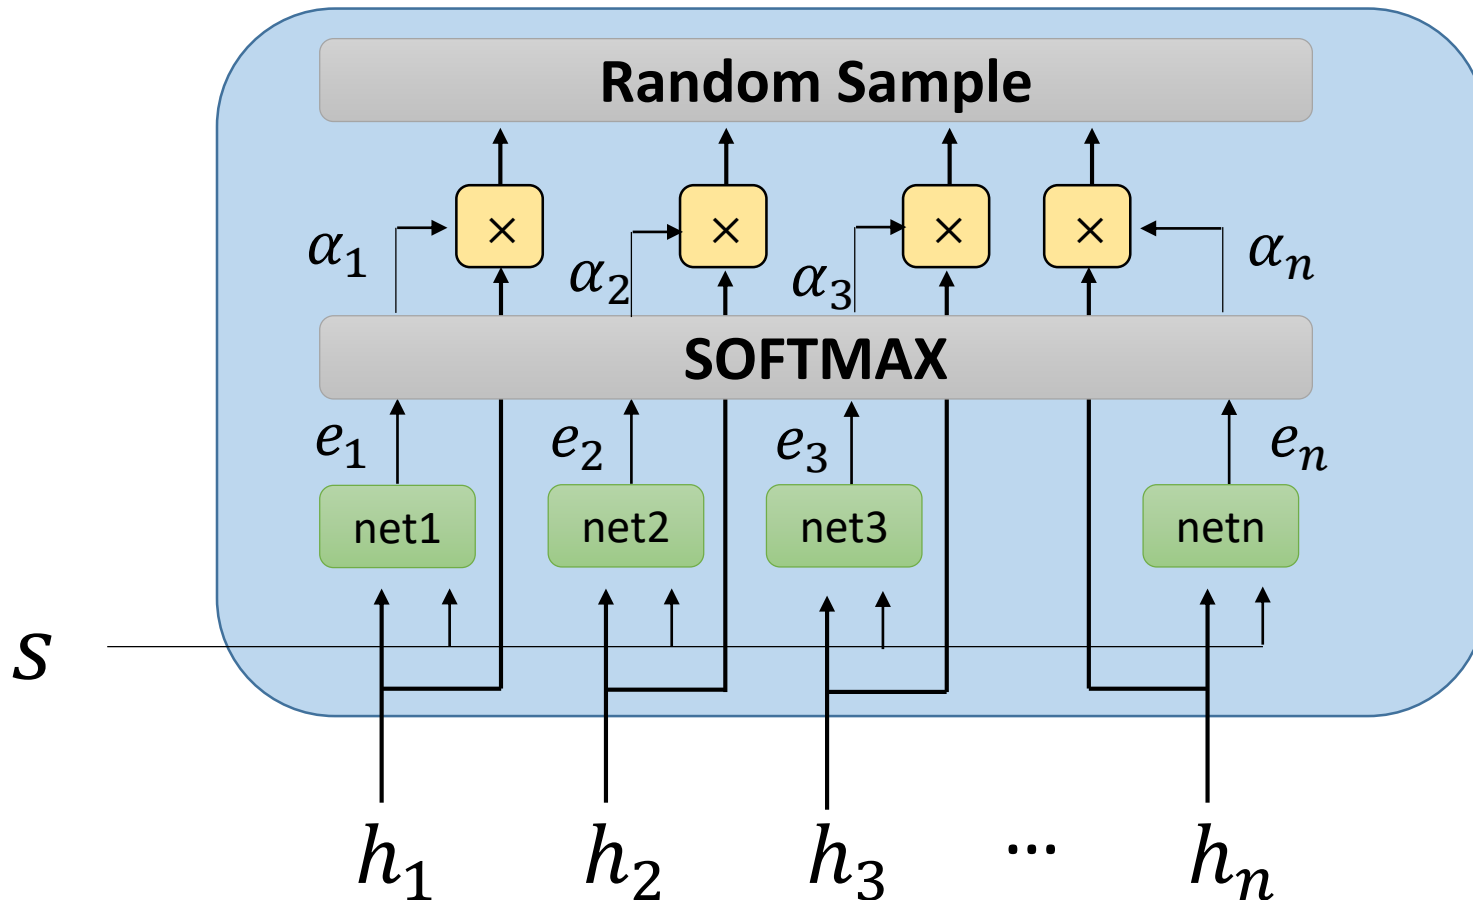 Random Sample
× × × ×
α₁ α₂ α₃ αₙ
SOFTMAX
e₁ e₂ e₃ eₙ
net1 net2 net3 netn
s
h₁ h₂ h₃ ... hₙ